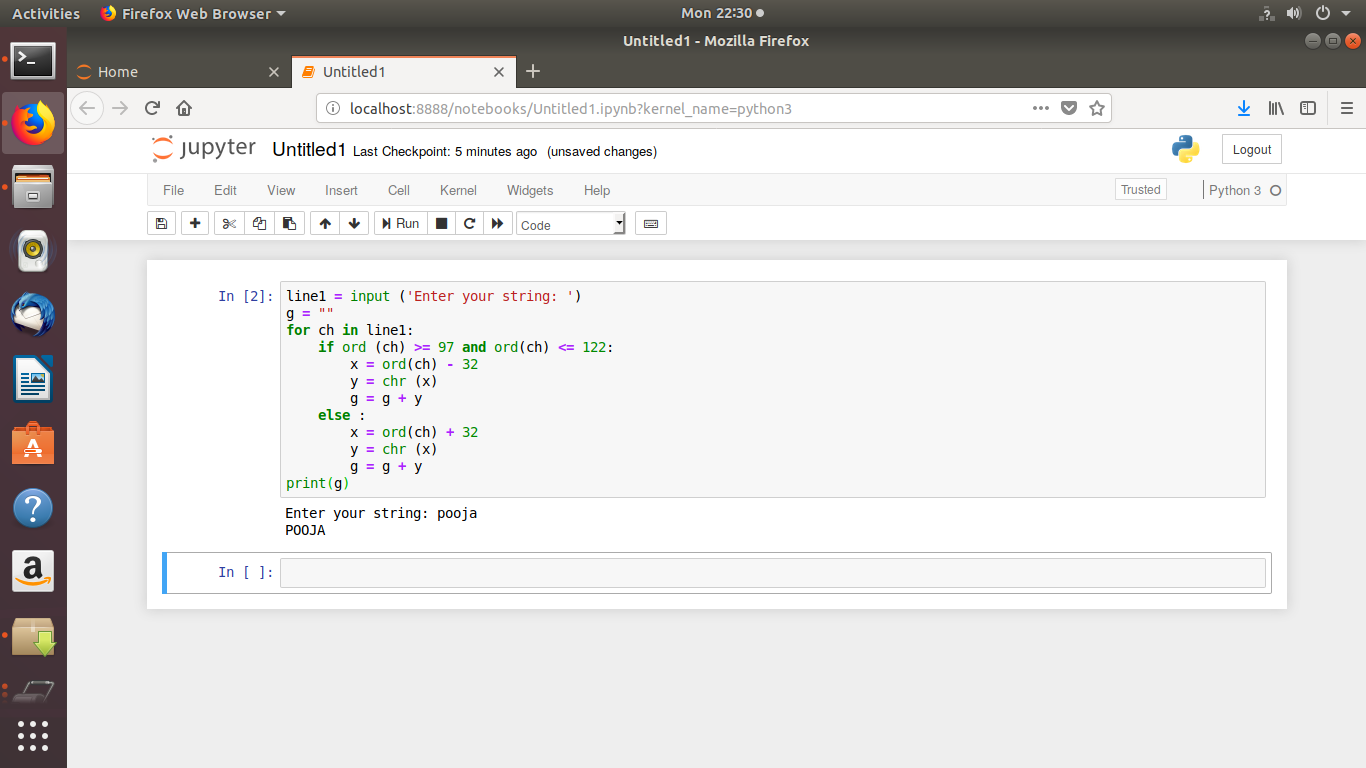 Activities Firefox Web Browser Mon 22:30
Untitled1 - Mozilla Firefox
Home Untitled1
localhost:8888/notebooks/Untitled1.ipynb?kernel_name=python3
jupyter Untitled1 Last Checkpoint: 5 minutes ago (unsaved changes) Logout
File Edit View Insert Cell Kernel Widgets Help Trusted Python 3
Run Code
In [2]: line1 = input ('Enter your string: ')
g = ""
for ch in line1:
    if ord (ch) >= 97 and ord(ch) <= 122:
        x = ord(ch) - 32
        y = chr (x)
        g = g + y
    else :
        x = ord(ch) + 32
        y = chr (x)
        g = g + y
print(g)
Enter your string: pooja
POOJA
In [ ]: